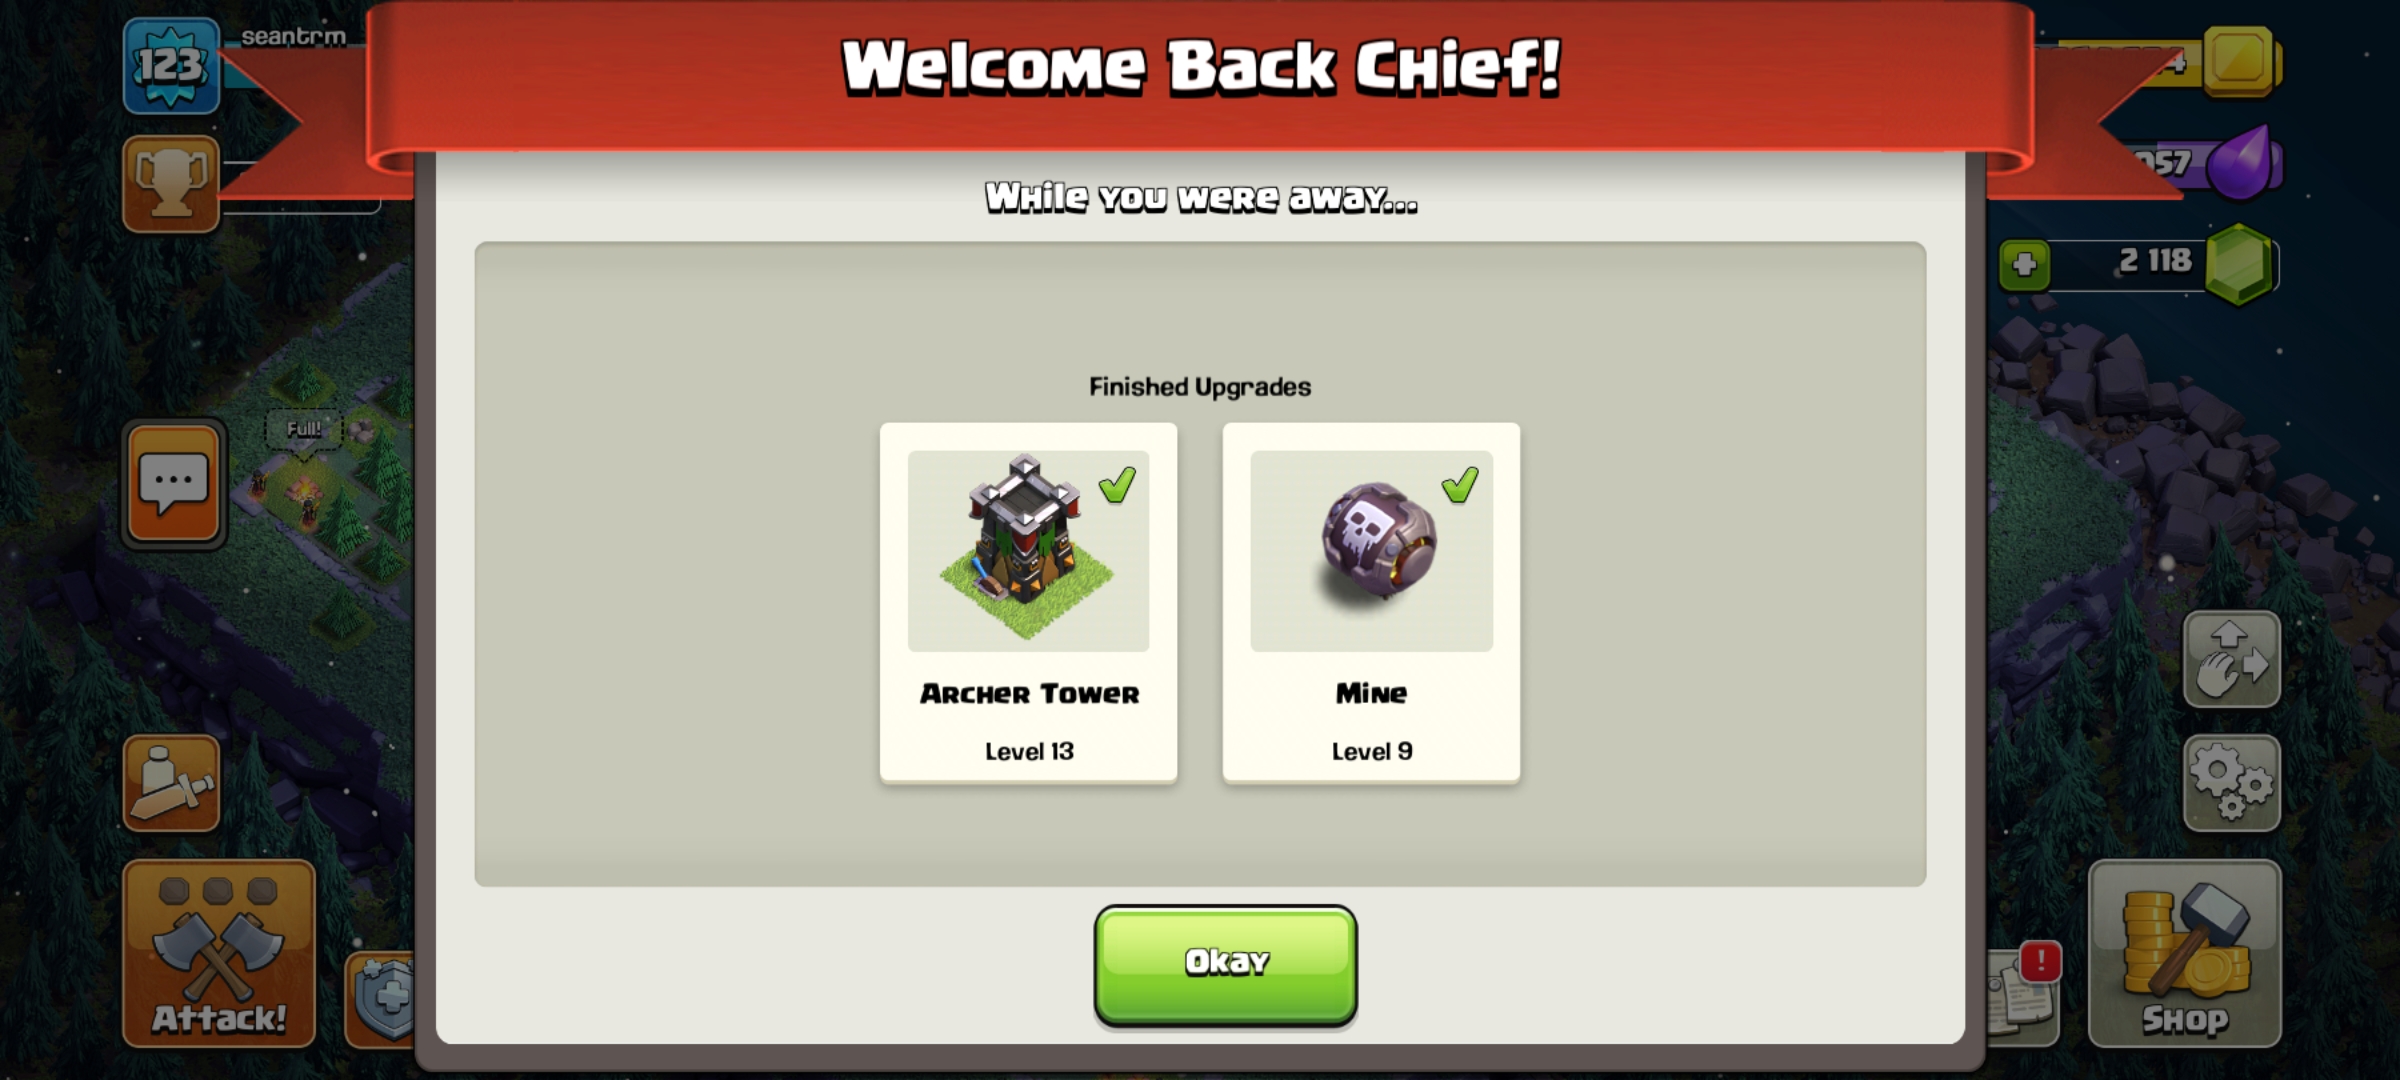 123
seantrm
Welcome Back Chief!
While you were away...
057
2 118
Finished Upgrades
Full!
Archer Tower
Mine
Level 13
Level 9
Okay
Attack!
!
Shop